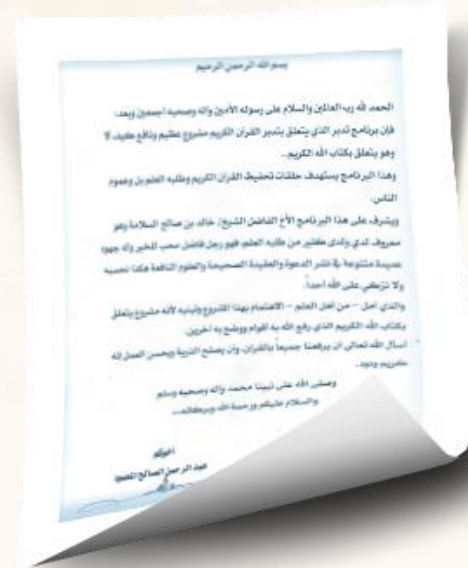 بسم الله الرحمن الرحيم
الحمد لله رب العالمين والسلام على رسوله الأمين وآله وصحبه أجمعين وبعد:
فإن برنامج تدبر الذي يتعلق بتدبر القرآن الكريم مشروع عظيم ونافع كيف لا
وهو يتعلق بكتاب الله الكريم..
وهذا البرنامج يستهدف حلقات تحفيظ القرآن الكريم وطلبة العلم بل وعموم
الناس.
ويشرف على هذا البرنامج الأخ الفاضل الشيخ/ خالد بن صالح السلامة وهو
معروف لدي ولدى كثير من طلبة العلم، فهو رجل فاضل محب للخير وله جهود
عديدة متنوعة في نشر الدعوة والعقيدة الصحيحة والعلوم النافعة هكذا نحسبه
ولا نزكي على الله أحداً.
والذي آمل -- من أهل العلم -- الاهتمام بهذا المشروع وتبنيه لأنه مشروع يتعلق
بكتاب الله الكريم الذي رفع الله به أقوام ووضع به آخرين.
أسأل الله تعالى أن يرفعنا جميعاً بالقرآن، وأن يصلح الذرية ويحسن العمل إنه
كريم ودود..
وصلى الله على نبينا محمد وآله وصحبه وسلم
والسلام عليكم ورحمة الله وبركاته...
أخوكم
عبد الرحمن الصالح المحمود